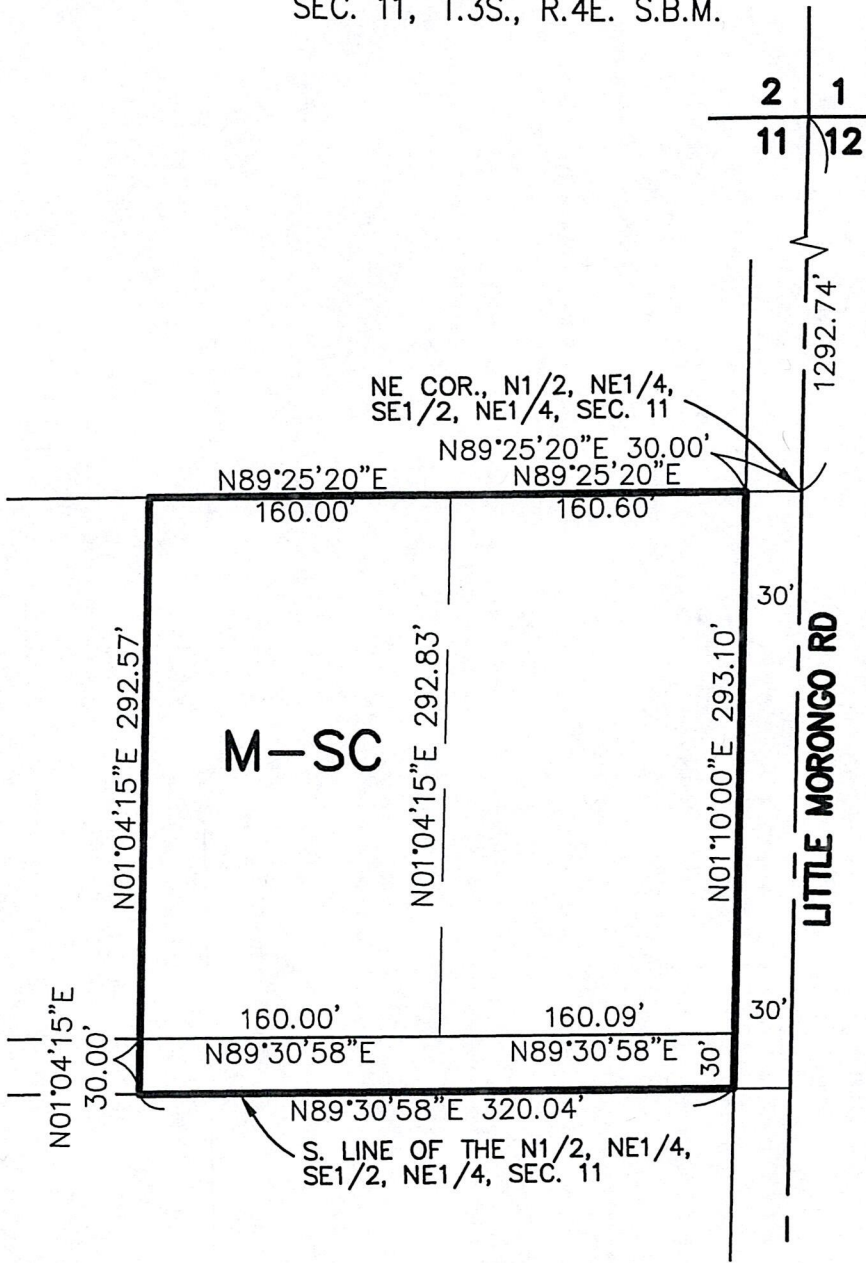 SEC. 11, T.3S., R.4E. S.B.M.
2 1
11 12
1292.74'
NE COR., N1/2, NE1/4,
SE1/2, NE1/4, SEC. 11
N89°25'20"E 30.00'
N89°25'20"E
N89°25'20"E
160.00'
160.60'
30'
N01°04'15"E 292.57'
M-SC
N01°04'15"E 292.83'
N01°10'00"E 293.10'
LITTLE MORONGO RD
30'
160.00'
160.09'
N89°30'58"E
N89°30'58"E
30'
N01°04'15"E
30.00'
N89°30'58"E 320.04'
S. LINE OF THE N1/2, NE1/4,
SE1/2, NE1/4, SEC. 11